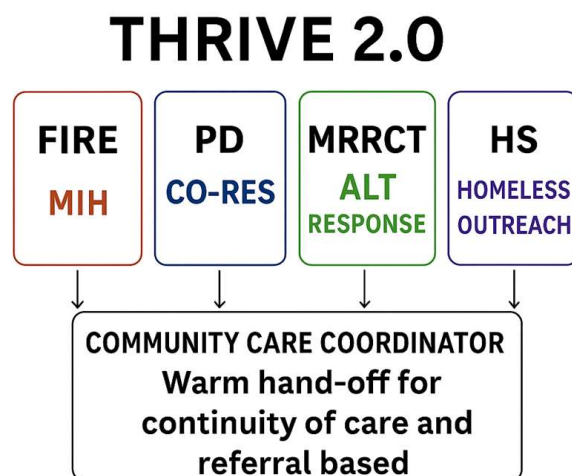 THRIVE 2.0
FIRE
MIH
PD
CO-RES
MRRCT
ALT
RESPONSE
HS
HOMELESS
OUTREACH
COMMUNITY CARE COORDINATOR
Warm hand-off for
continuity of care and
referral based